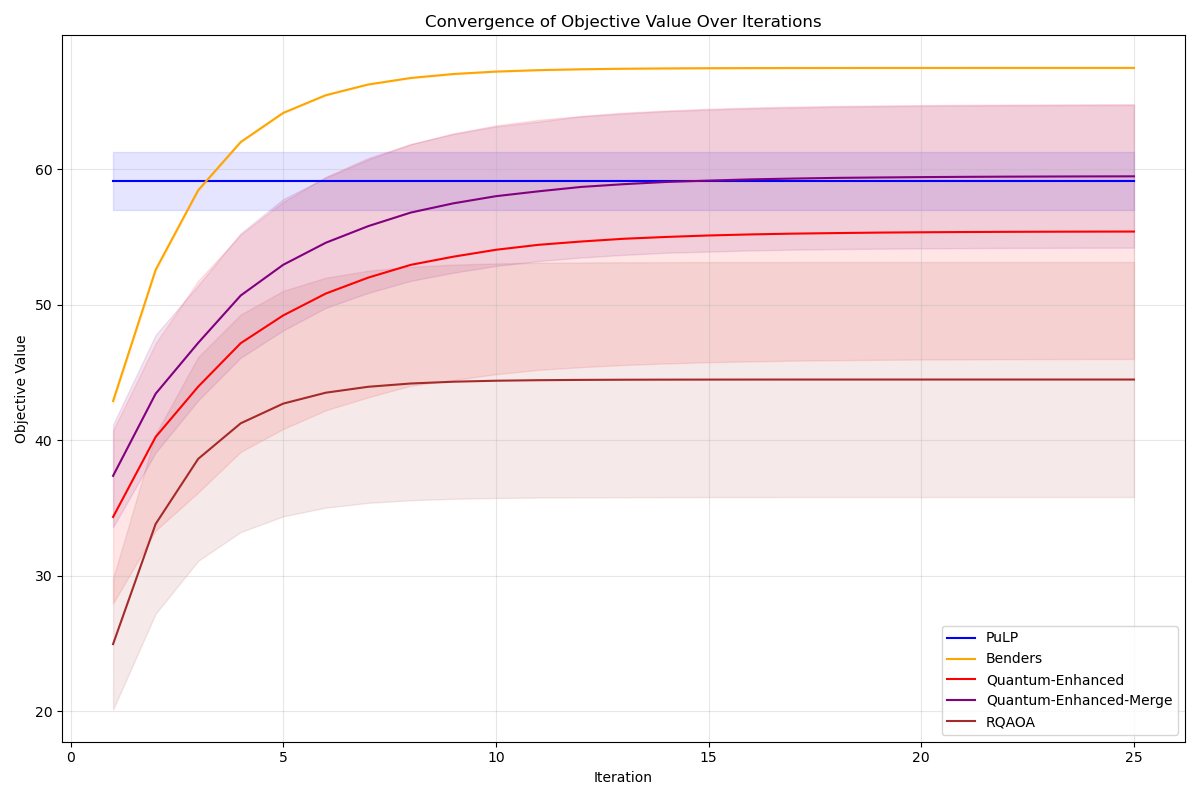 Convergence of Objective Value Over Iterations
Objective Value
60
50
40
30
20
0
5
10
15
20
25
Iteration
PuLP
Benders
Quantum-Enhanced
Quantum-Enhanced-Merge
RQAOA